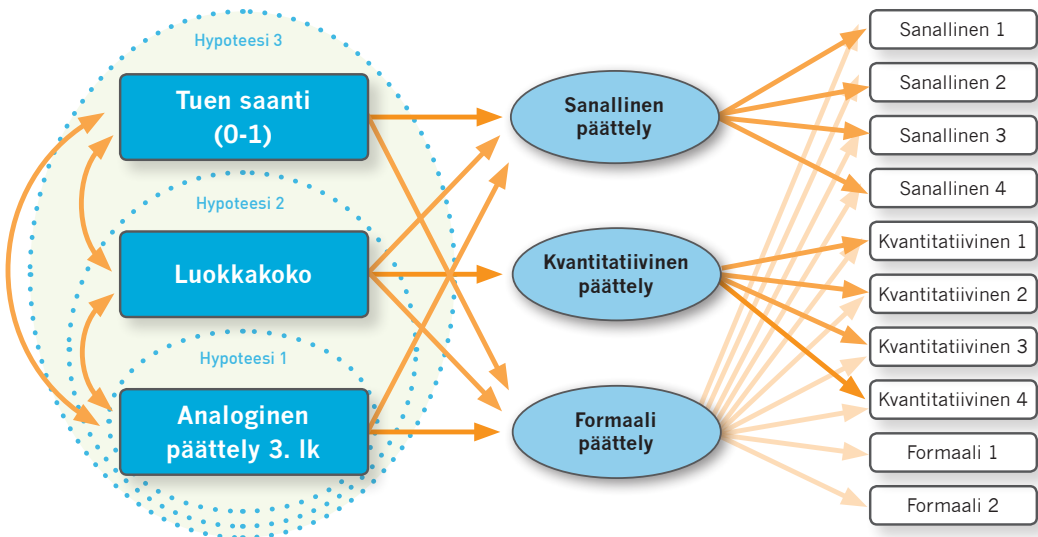 Hypoteesi 3
Tuen saanti
(0-1)
Hypoteesi 2
Luokkakoko
Hypoteesi 1
Analoginen
päättely 3. lk
Sanallinen
päättely
Kvantitatiivinen
päättely
Formaali
päättely
Sanallinen 1
Sanallinen 2
Sanallinen 3
Sanallinen 4
Kvantitatiivinen 1
Kvantitatiivinen 2
Kvantitatiivinen 3
Kvantitatiivinen 4
Formaali 1
Formaali 2